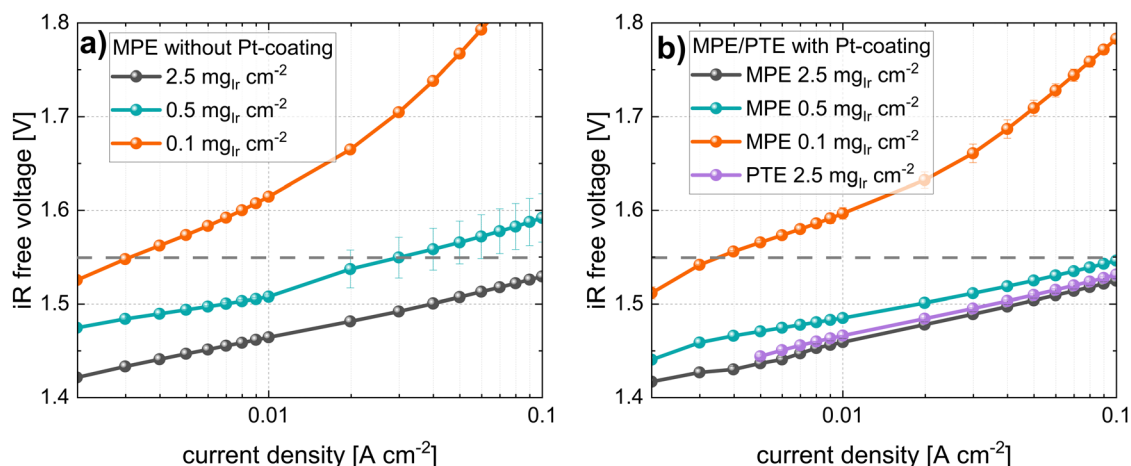 a)
MPE without Pt-coating
2.5 mgIr cm-2
0.5 mgIr cm-2
0.1 mgIr cm-2
1.8
1.7
1.6
1.5
1.4
iR free voltage [V]
0.01
0.1
current density [A cm-2]
b)
MPE/PTE with Pt-coating
MPE 2.5 mgIr cm-2
MPE 0.5 mgIr cm-2
MPE 0.1 mgIr cm-2
PTE 2.5 mgIr cm-2
1.8
1.7
1.6
1.5
1.4
iR free voltage [V]
0.01
0.1
current density [A cm-2]